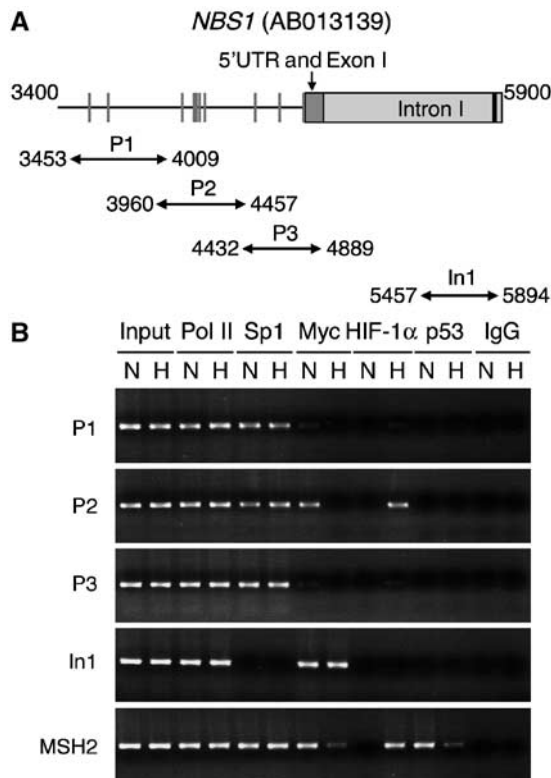 A
NBS1 (AB013139)
5'UTR and Exon I
3400
5900
Intron I
P1
3453 4009
P2
3960 4457
P3
4432 4889
In1
5457 5894
B
Input Pol II Sp1 Myc HIF-1α p53 IgG
N H N H N H N H N H N H N H
P1
P2
P3
In1
MSH2